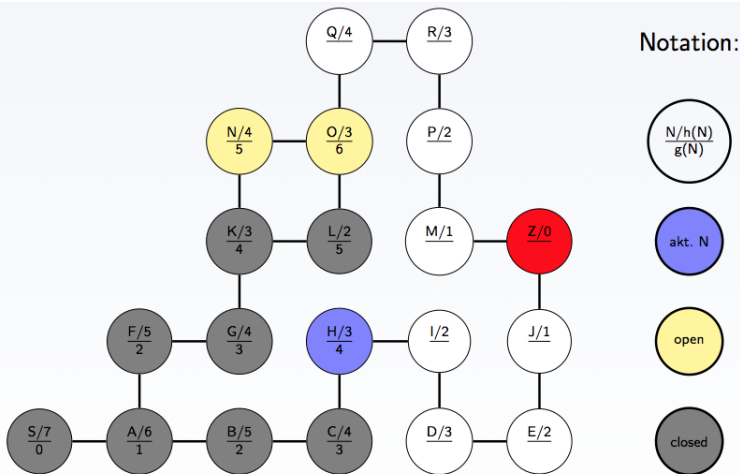 Q/4
R/3
Notation:
N/4
5
O/3
6
P/2
N/h(N)
g(N)
K/3
4
L/2
5
M/1
Z/0
akt. N
F/5
2
G/4
3
H/3
4
I/2
J/1
open
S/7
0
A/6
1
B/5
2
C/4
3
D/3
E/2
closed